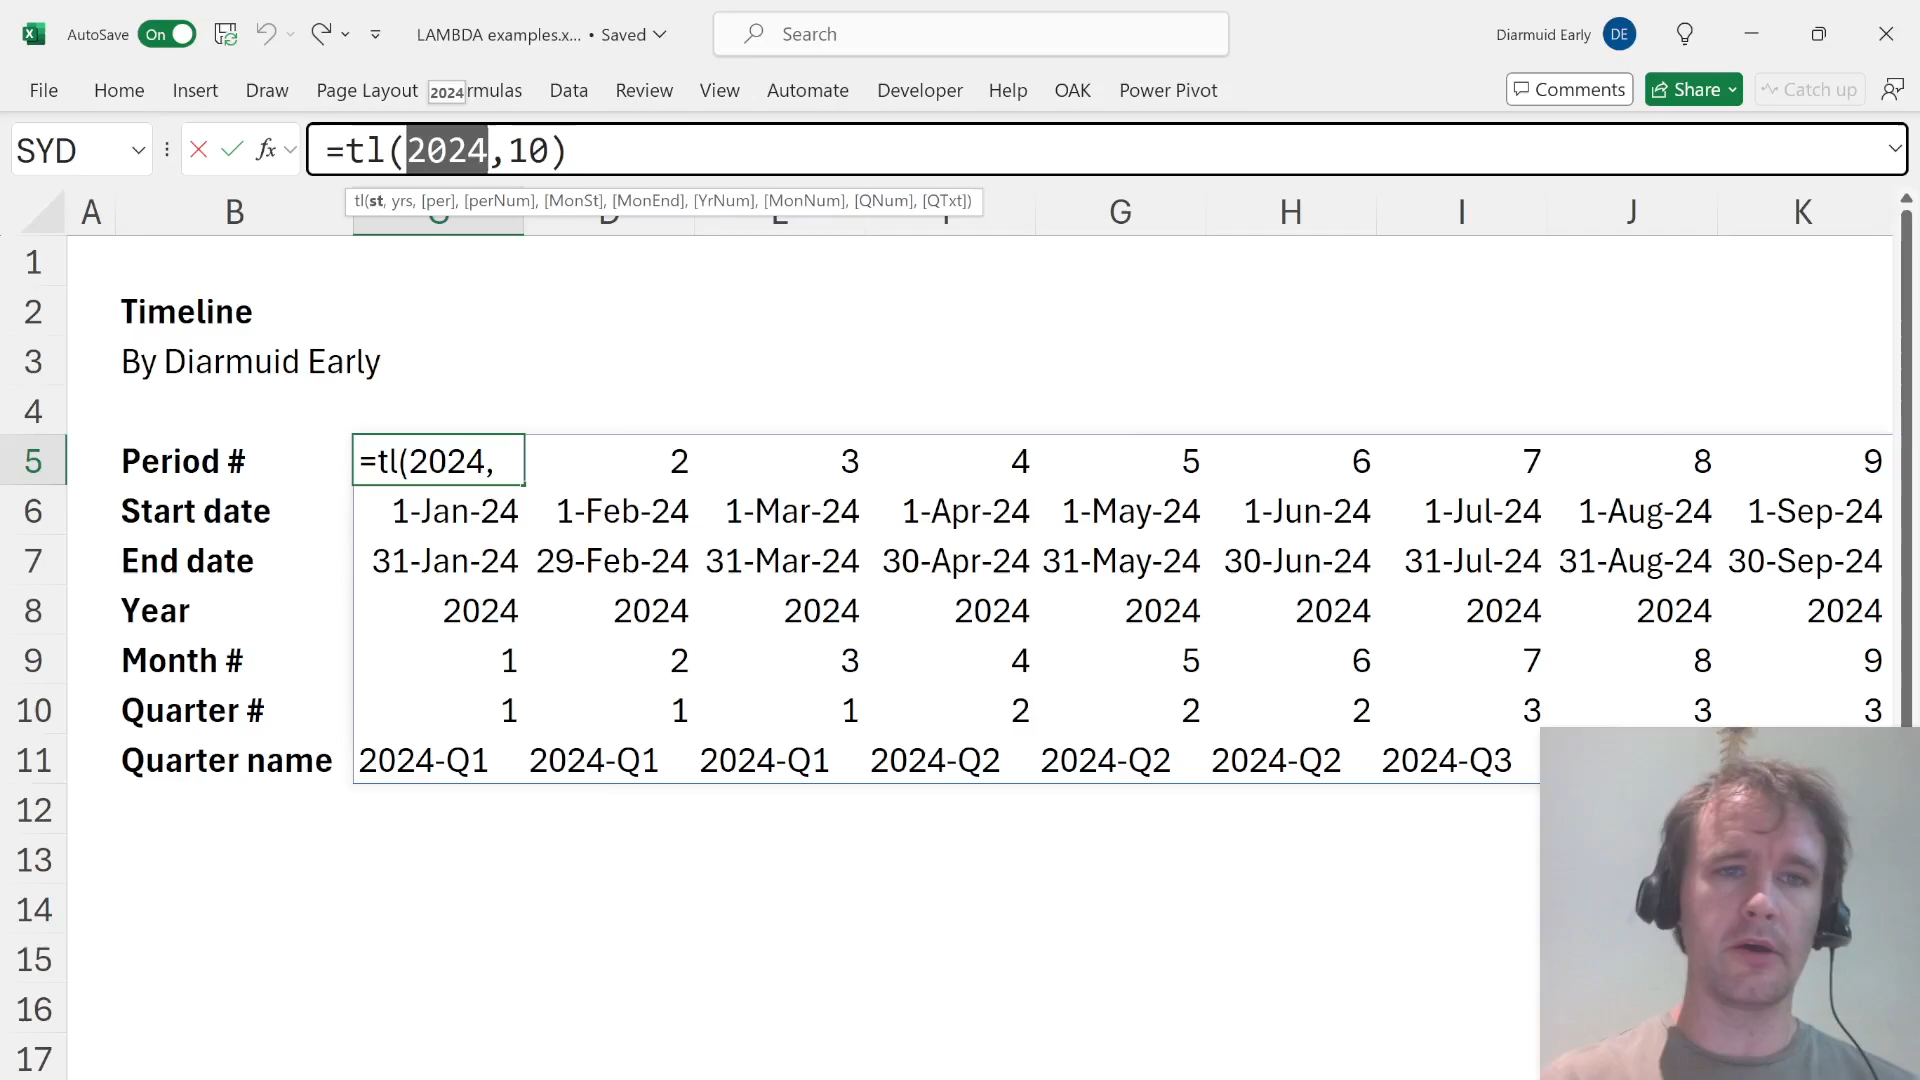 AutoSave On LAMBDA examples.x... • Saved Search Diarmuid Early DE
File Home Insert Draw Page Layout 2024 rmulas Data Review View Automate Developer Help OAK Power Pivot Comments Share Catch up
SYD fx =tl(2024,10)
tl(st, yrs, [per], [perNum], [MonSt], [MonEnd], [YrNum], [MonNum], [QNum], [QTxt])
A B G H I J K
1
2 Timeline
3 By Diarmuid Early
4
5 Period # =tl(2024, 2 3 4 5 6 7 8 9
6 Start date 1-Jan-24 1-Feb-24 1-Mar-24 1-Apr-24 1-May-24 1-Jun-24 1-Jul-24 1-Aug-24 1-Sep-24
7 End date 31-Jan-24 29-Feb-24 31-Mar-24 30-Apr-24 31-May-24 30-Jun-24 31-Jul-24 31-Aug-24 30-Sep-24
8 Year 2024 2024 2024 2024 2024 2024 2024 2024 2024
9 Month # 1 2 3 4 5 6 7 8 9
10 Quarter # 1 1 1 2 2 2 3 3 3
11 Quarter name 2024-Q1 2024-Q1 2024-Q1 2024-Q2 2024-Q2 2024-Q2 2024-Q3
12
13
14
15
16
17